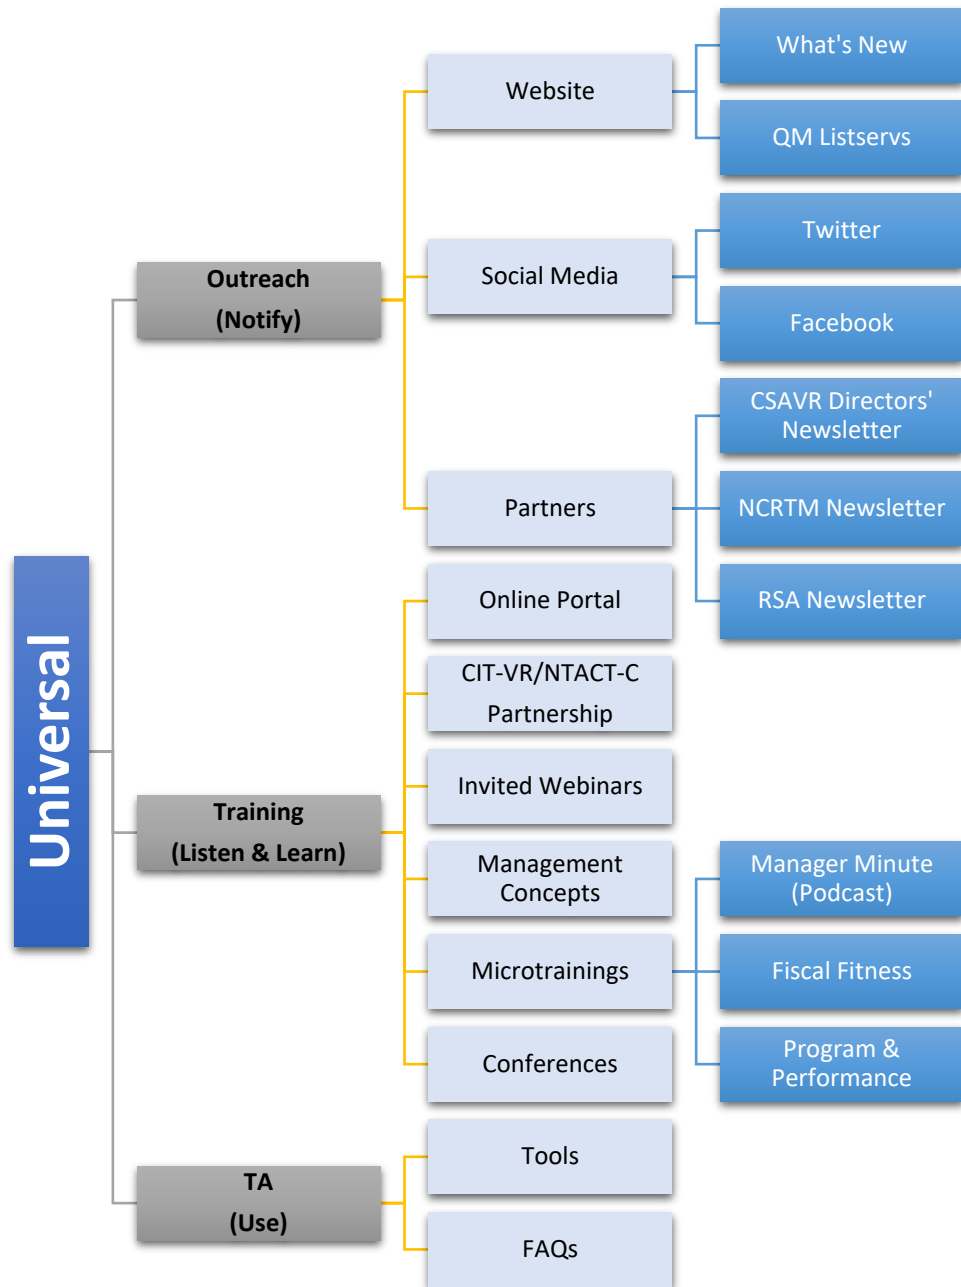 Universal
Outreach
(Notify)
Website
What's New
QM Listservs
Social Media
Twitter
Facebook
Partners
CSAVR Directors'
Newsletter
NCRTM Newsletter
RSA Newsletter
Training
(Listen & Learn)
Online Portal
CIT-VR/NTACT-C
Partnership
Invited Webinars
Management
Concepts
Microtrainings
Manager Minute
(Podcast)
Fiscal Fitness
Program &
Performance
Conferences
TA
(Use)
Tools
FAQs